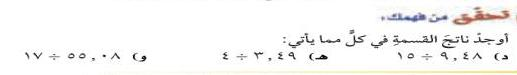 تحقق من فهمك:
أوجدْ ناتجَ القسمةِ في كلٍّ مما يأتي:
د) ٩,٤٨ ÷ ١٥ هـ) ٣,٤٩ ÷ ٤ و) ٥٥,٠٨ ÷ ١٧